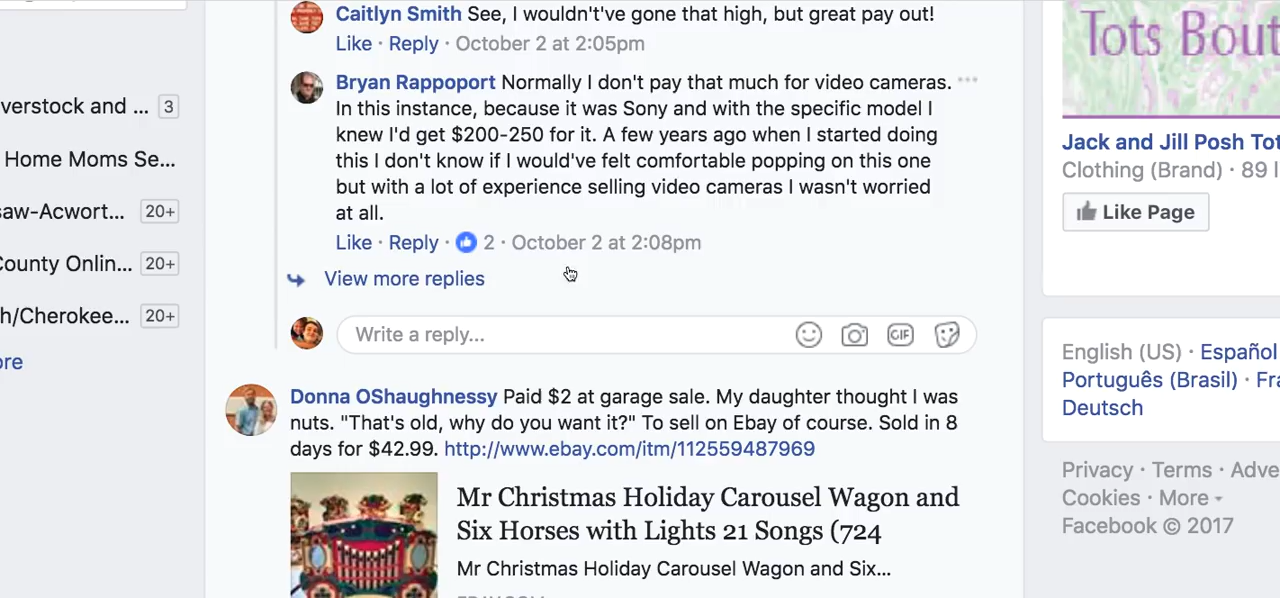 Caitlyn Smith See, I wouldn't've gone that high, but great pay out!
Like · Reply · October 2 at 2:05pm
Bryan Rappoport Normally I don't pay that much for video cameras.
In this instance, because it was Sony and with the specific model I
knew I'd get $200-250 for it. A few years ago when I started doing
this I don't know if I would've felt comfortable popping on this one
but with a lot of experience selling video cameras I wasn't worried
at all.
Like · Reply · 2 · October 2 at 2:08pm
View more replies
Write a reply...
GIF
Donna OShaughnessy Paid $2 at garage sale. My daughter thought I was
nuts. "That's old, why do you want it?" To sell on Ebay of course. Sold in 8
days for $42.99. http://www.ebay.com/itm/112559487969
Mr Christmas Holiday Carousel Wagon and
Six Horses with Lights 21 Songs (724
Mr Christmas Holiday Carousel Wagon and Six...
verstock and ... 3
Home Moms Se...
saw-Acwort... 20+
County Onlin... 20+
h/Cherokee... 20+
ore
Tots Bout
Jack and Jill Posh Tot
Clothing (Brand) · 89 l
Like Page
English (US) · Español
Português (Brasil) · Fra
Deutsch
Privacy · Terms · Adve
Cookies · More
Facebook © 2017